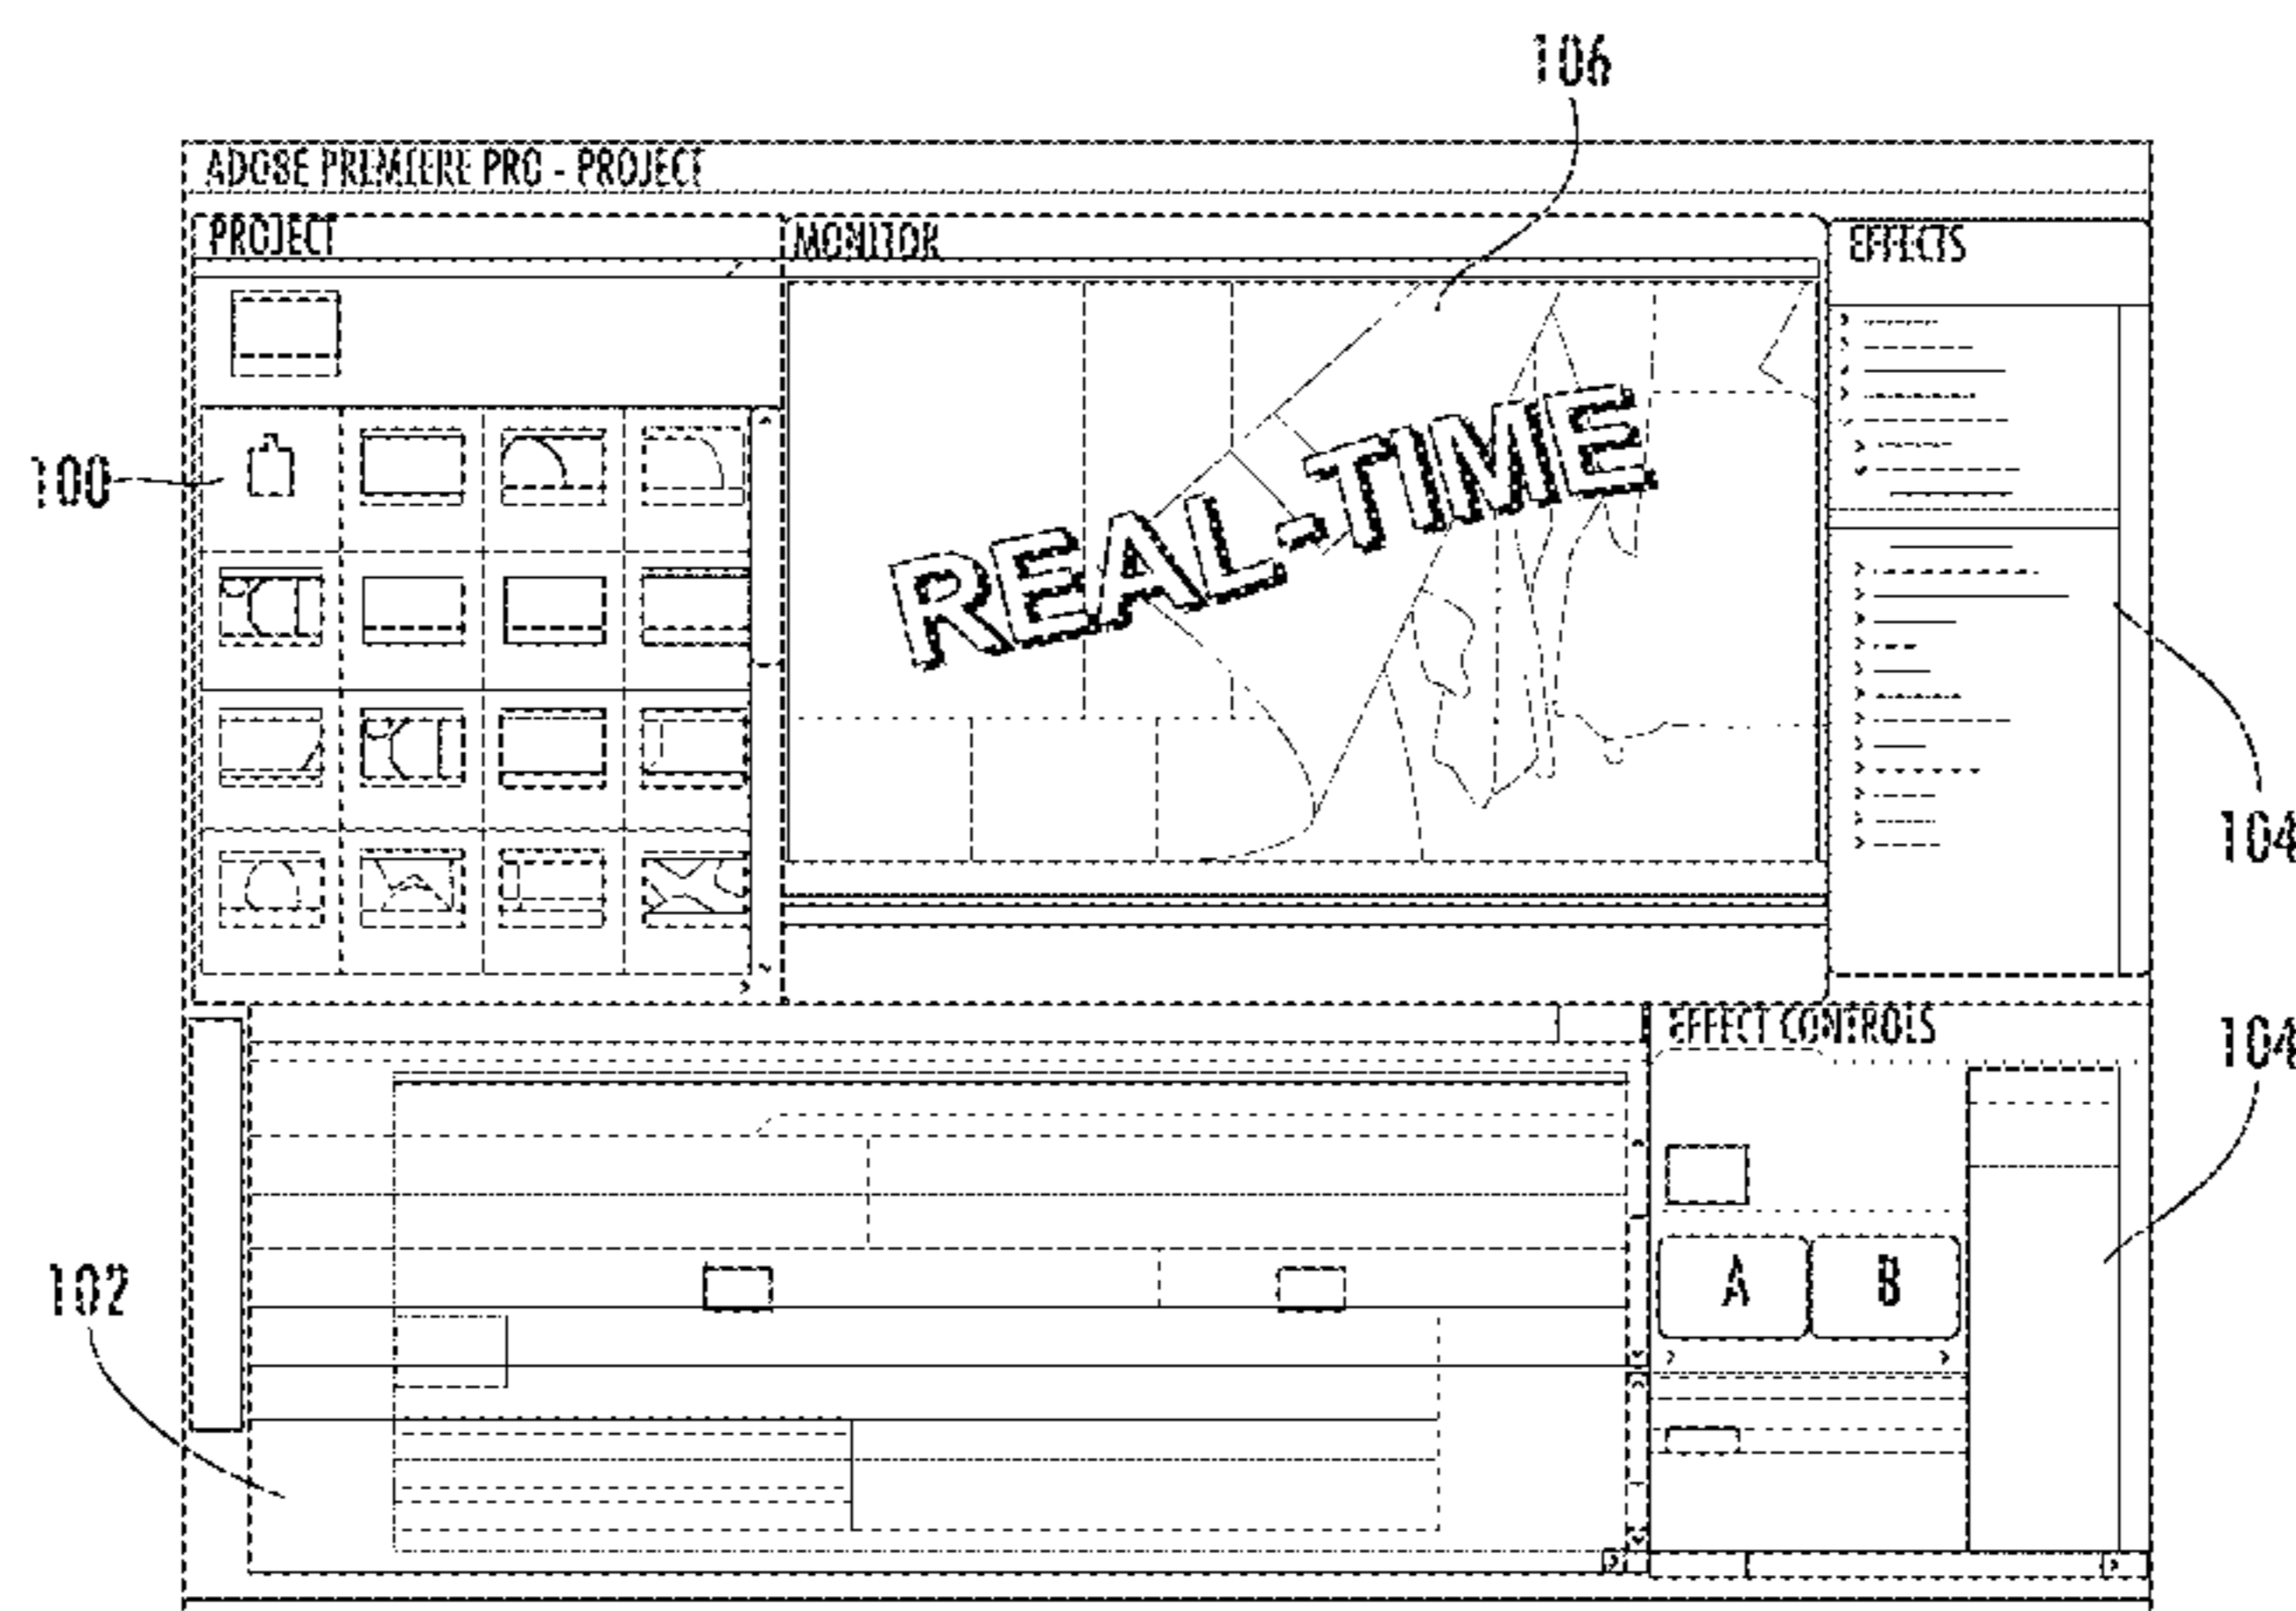 106
ADOBE PREMIERE PRO - PROJECT
PROJECT
MONITOR
EFFECTS
100
REAL-TIME
104
EFFECT CONTROLS
104
102
A
B